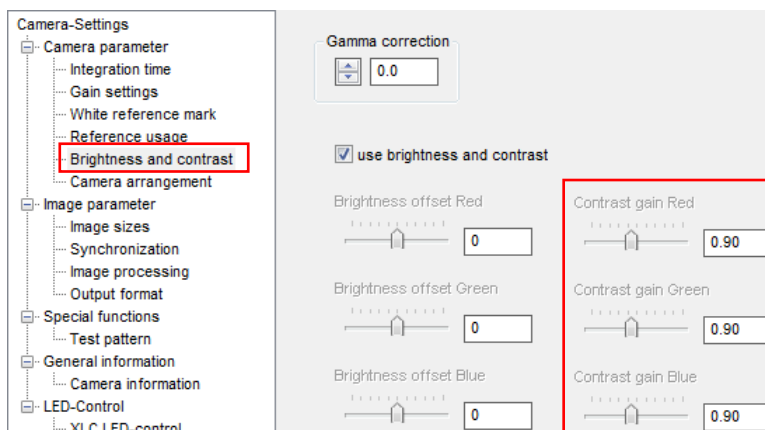 Camera-Settings
Camera parameter
Integration time
Gain settings
White reference mark
Reference usage
Brightness and contrast
Camera arrangement
Image parameter
Image sizes
Synchronization
Image processing
Output format
Special functions
Test pattern
General information
Camera information
LED-Control
XLC LED-control
Gamma correction
0.0
use brightness and contrast
Brightness offset Red
0
Contrast gain Red
0.90
Brightness offset Green
0
Contrast gain Green
0.90
Brightness offset Blue
0
Contrast gain Blue
0.90